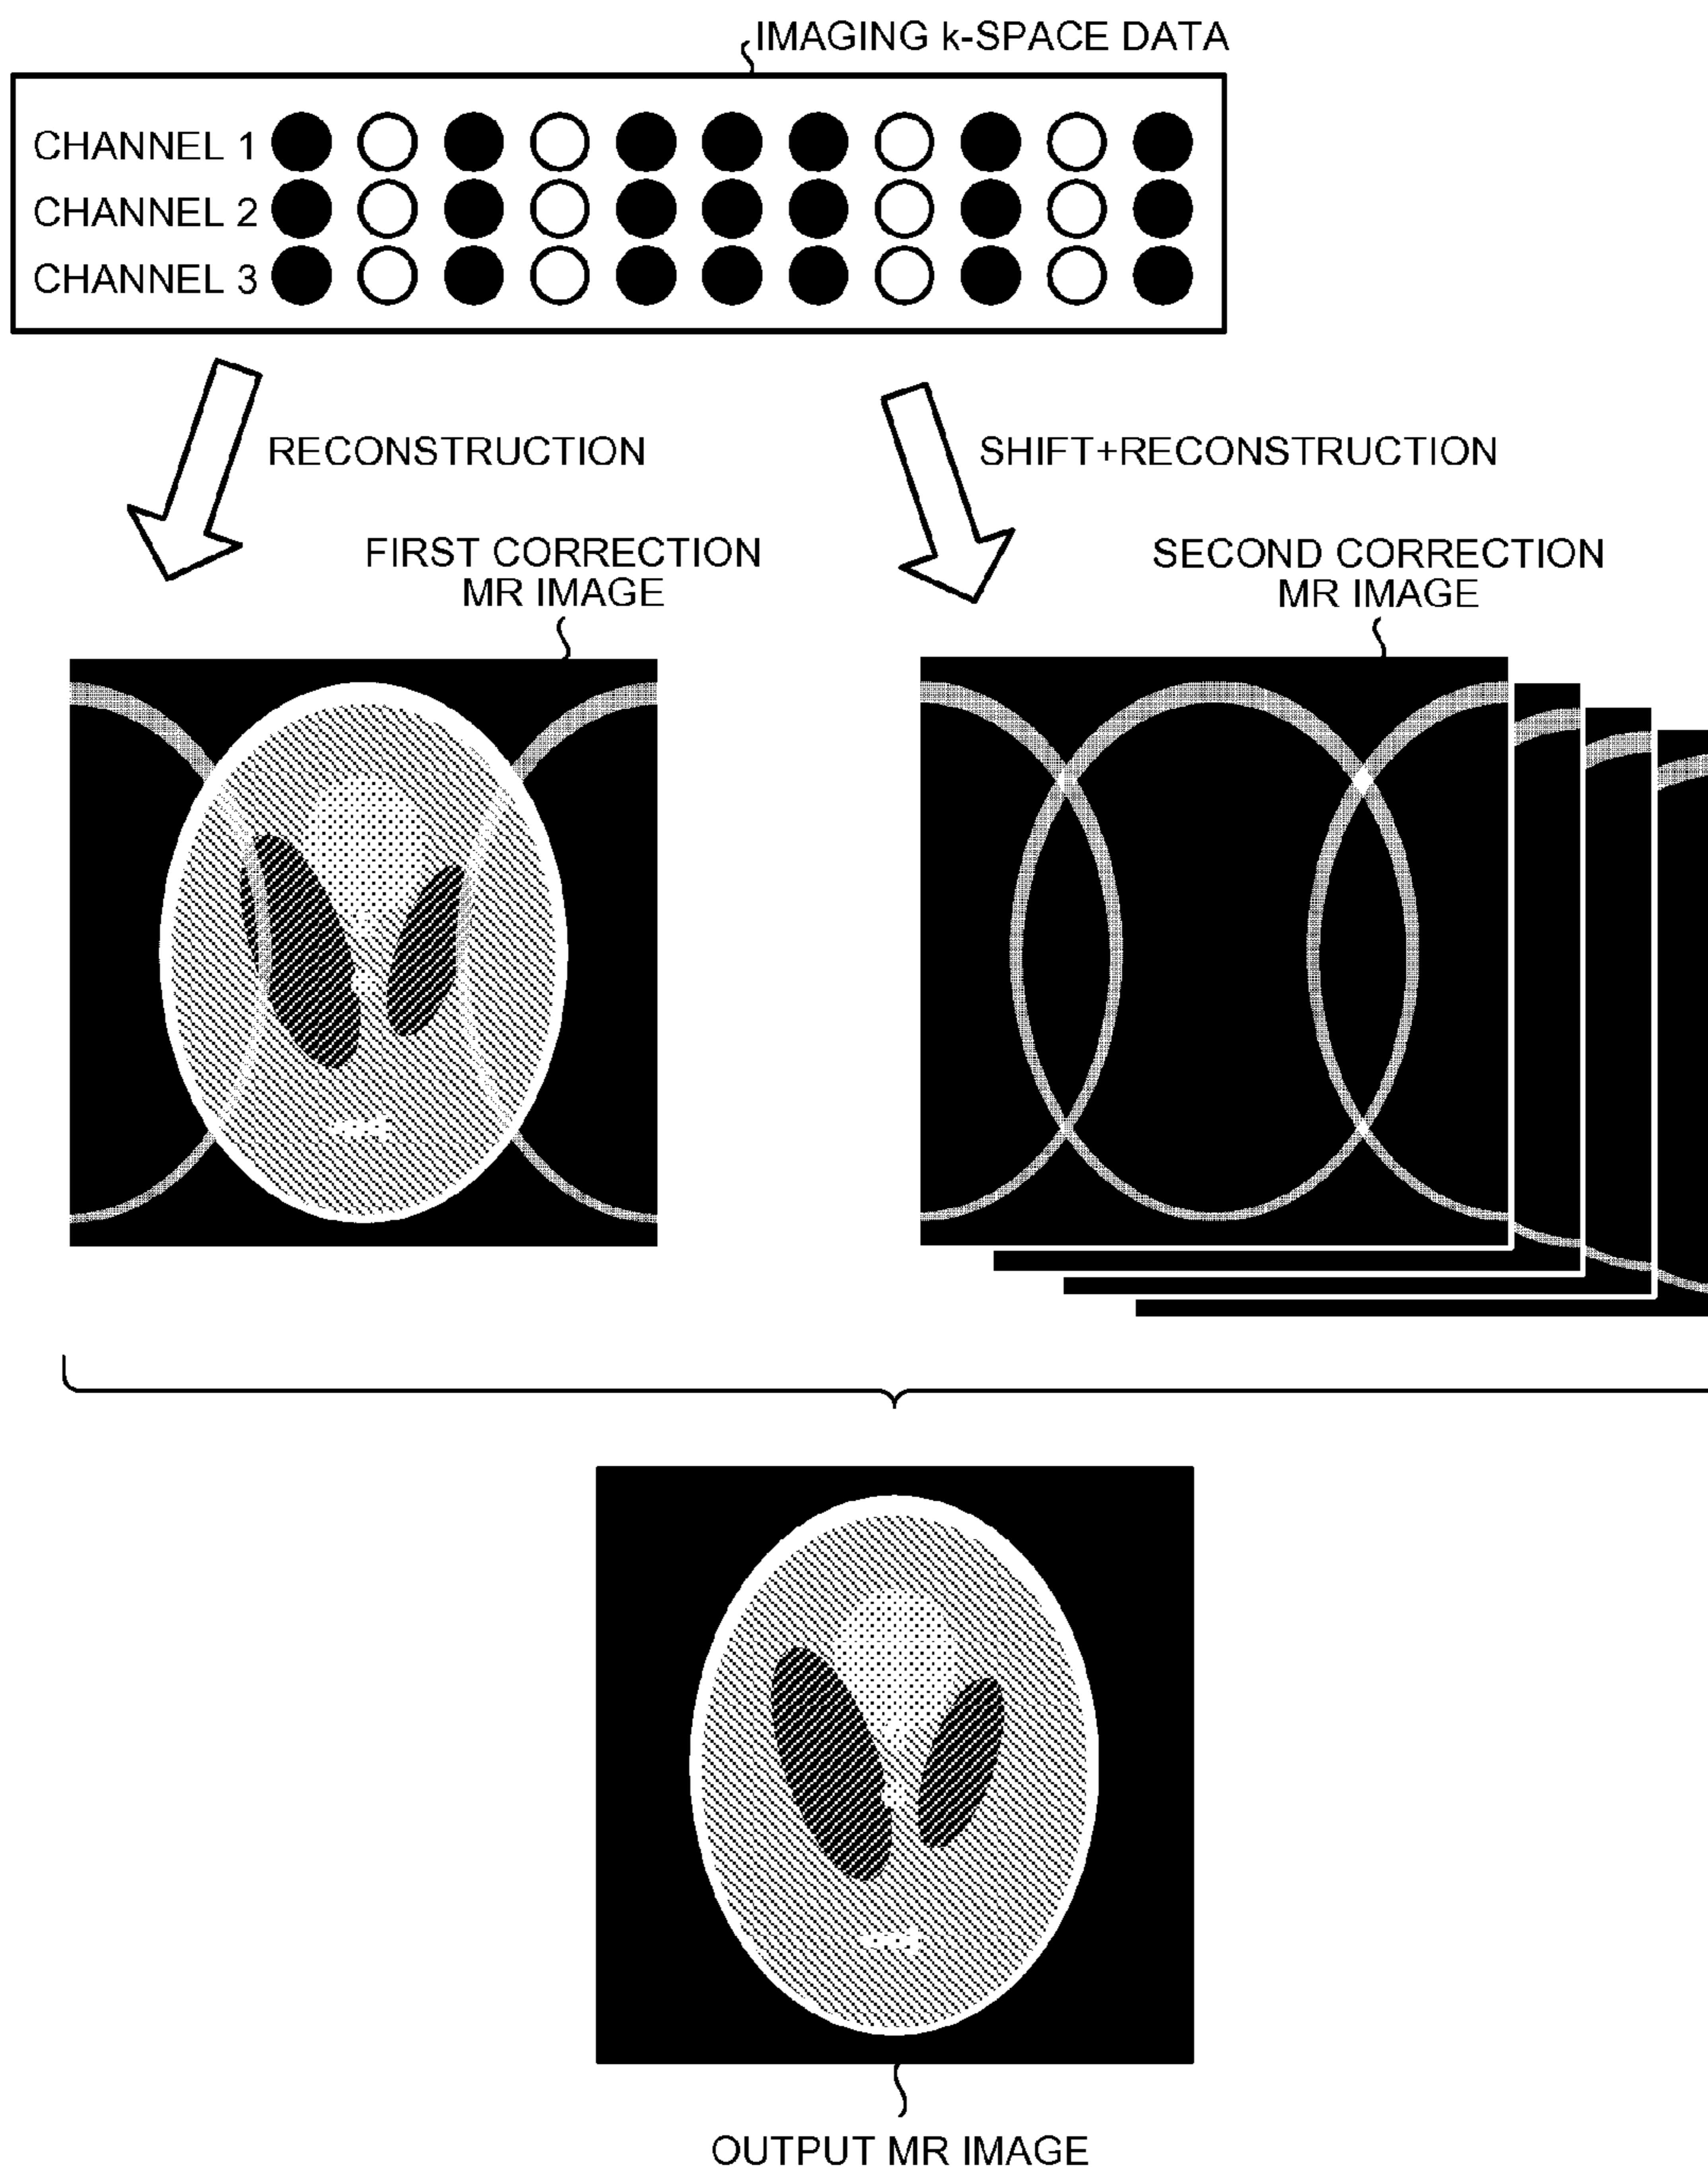 IMAGING k-SPACE DATA
CHANNEL 1
CHANNEL 2
CHANNEL 3
RECONSTRUCTION
SHIFT+RECONSTRUCTION
FIRST CORRECTION
MR IMAGE
SECOND CORRECTION
MR IMAGE
OUTPUT MR IMAGE